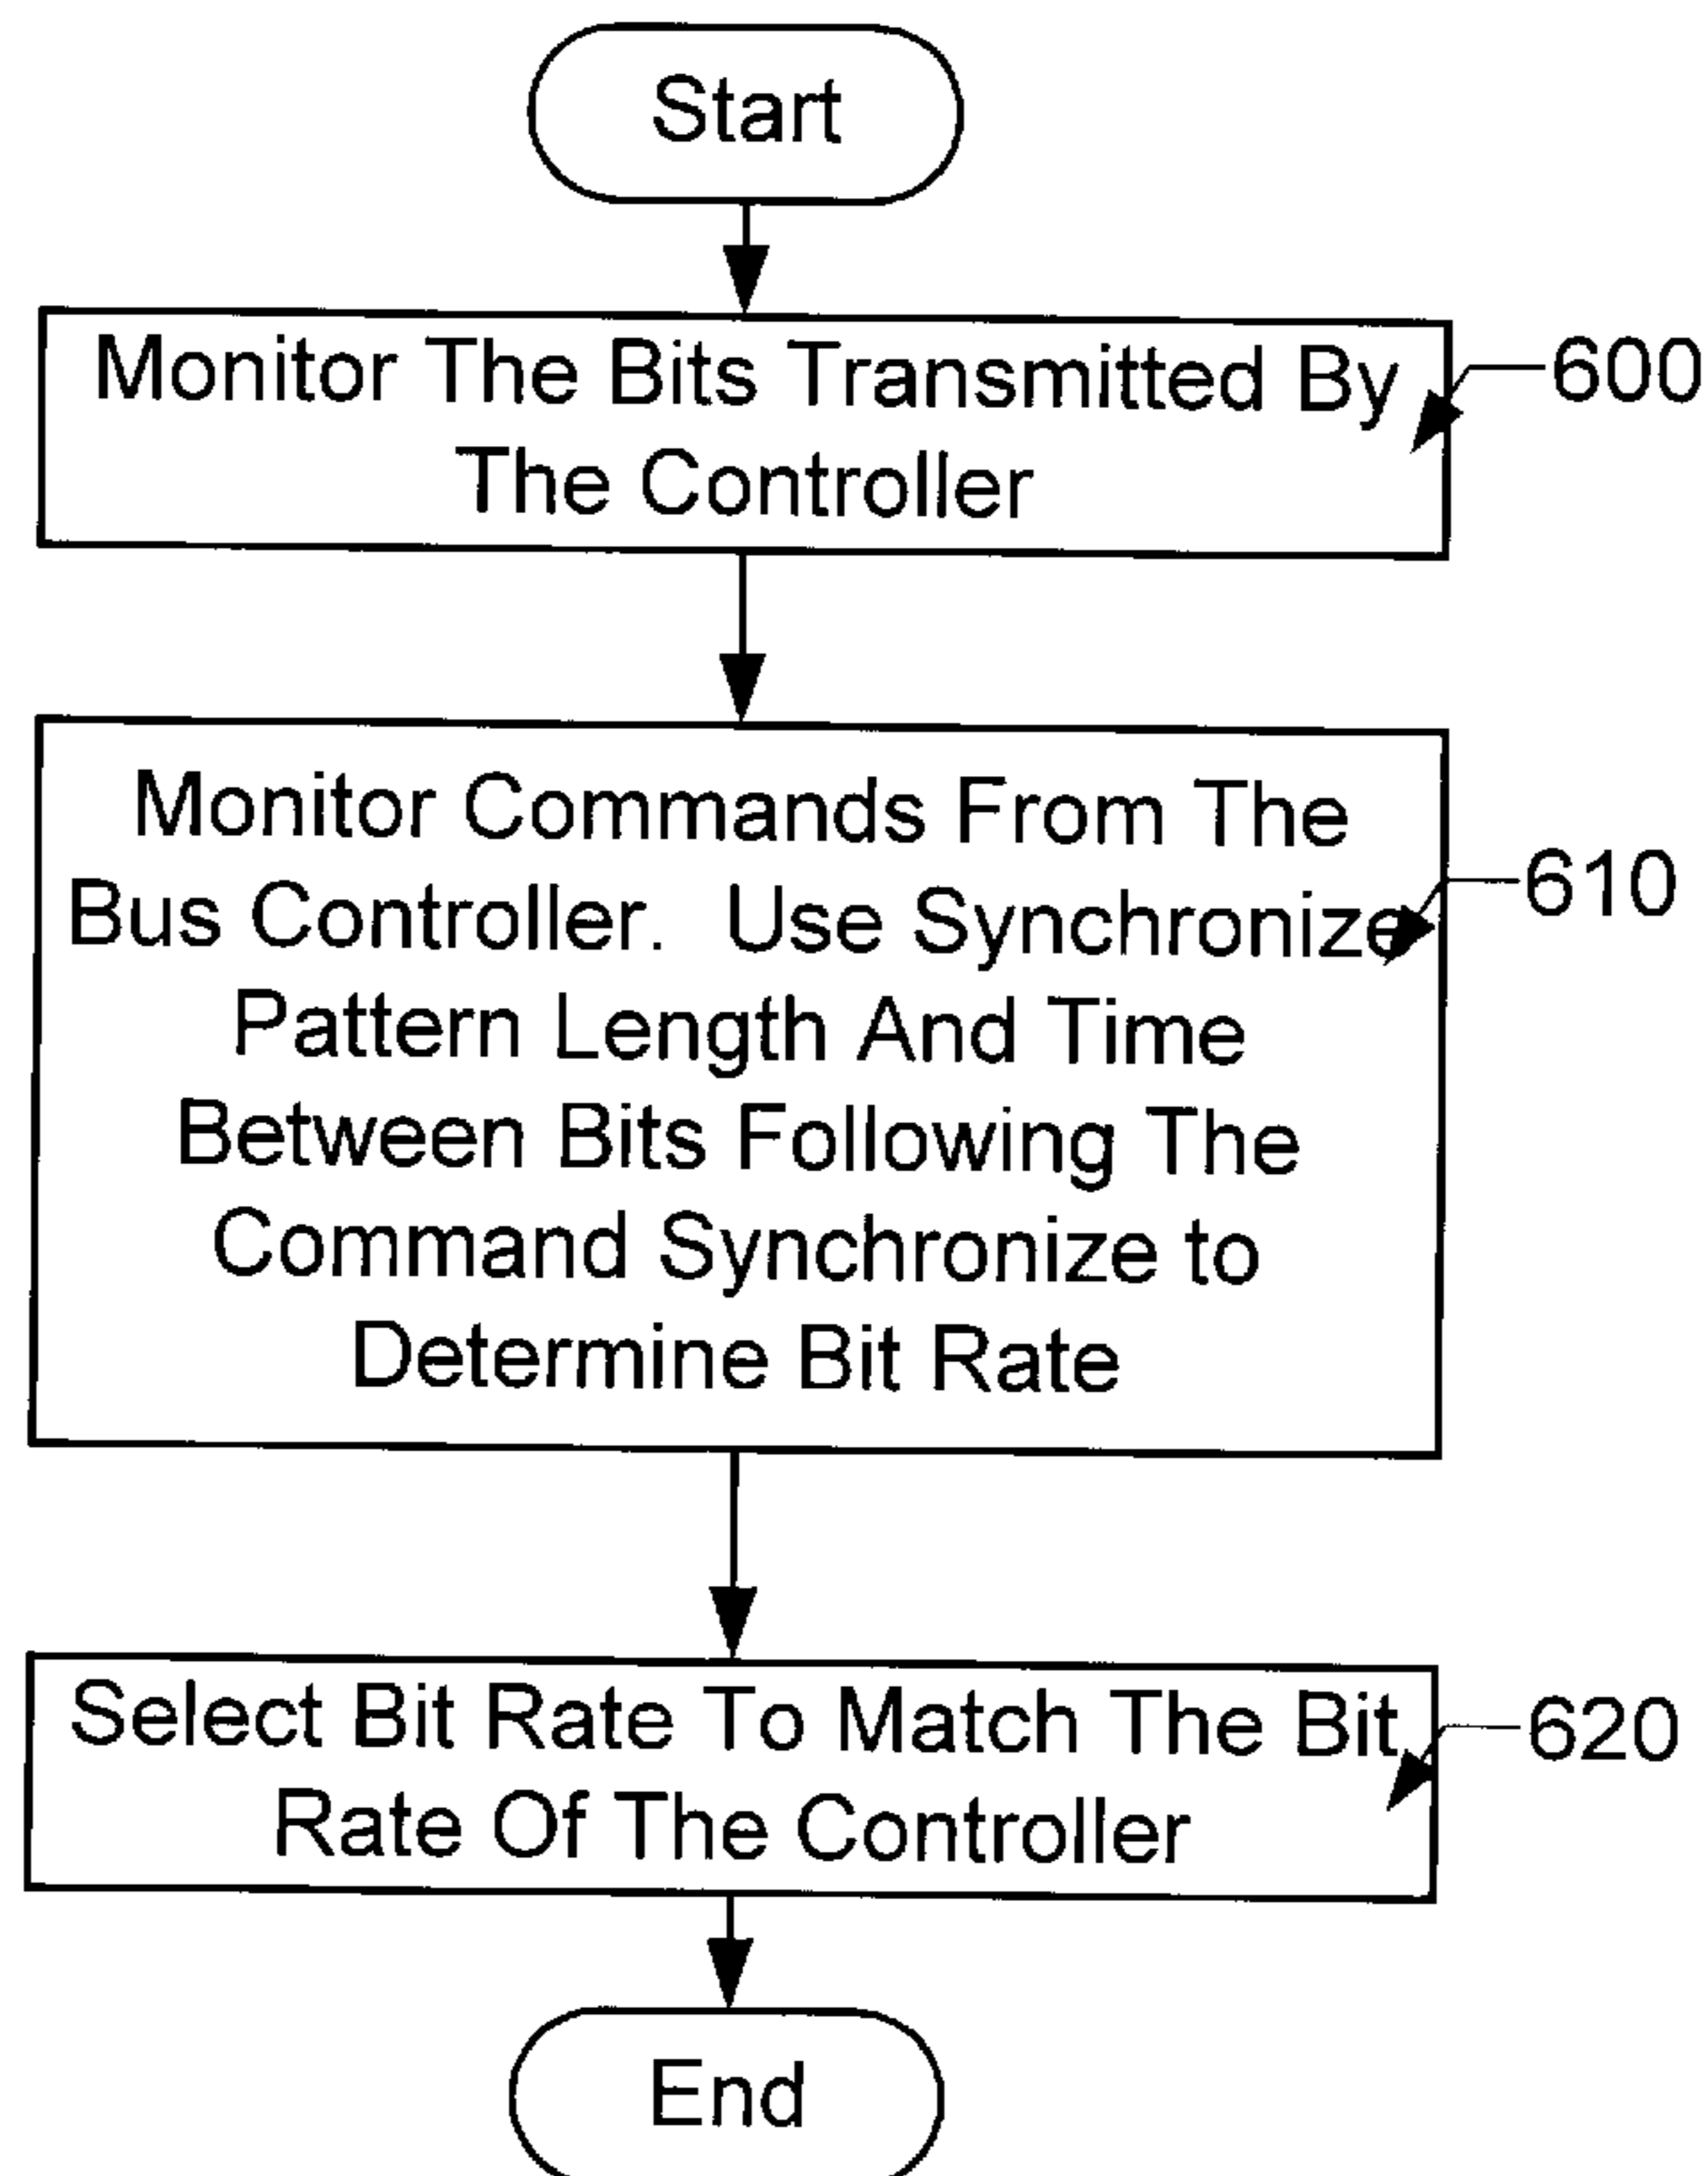 Start
Monitor The Bits Transmitted By
The Controller
600
Monitor Commands From The
Bus Controller. Use Synchronize
Pattern Length And Time
Between Bits Following The
Command Synchronize to
Determine Bit Rate
610
Select Bit Rate To Match The Bit
Rate Of The Controller
620
End